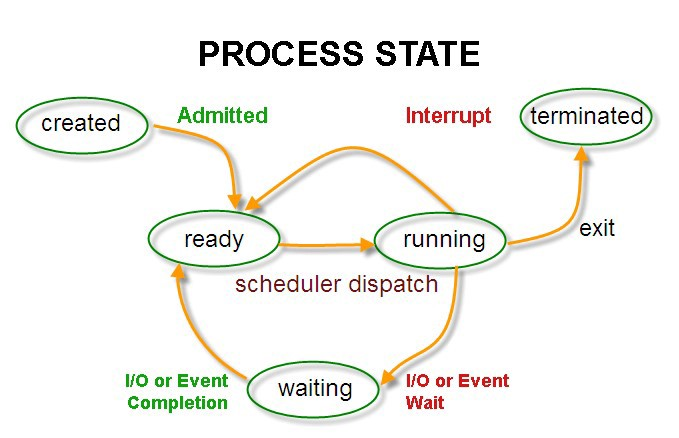 PROCESS STATE
created
Admitted
Interrupt
terminated
ready
running
exit
scheduler dispatch
I/O or Event
Completion
waiting
I/O or Event
Wait